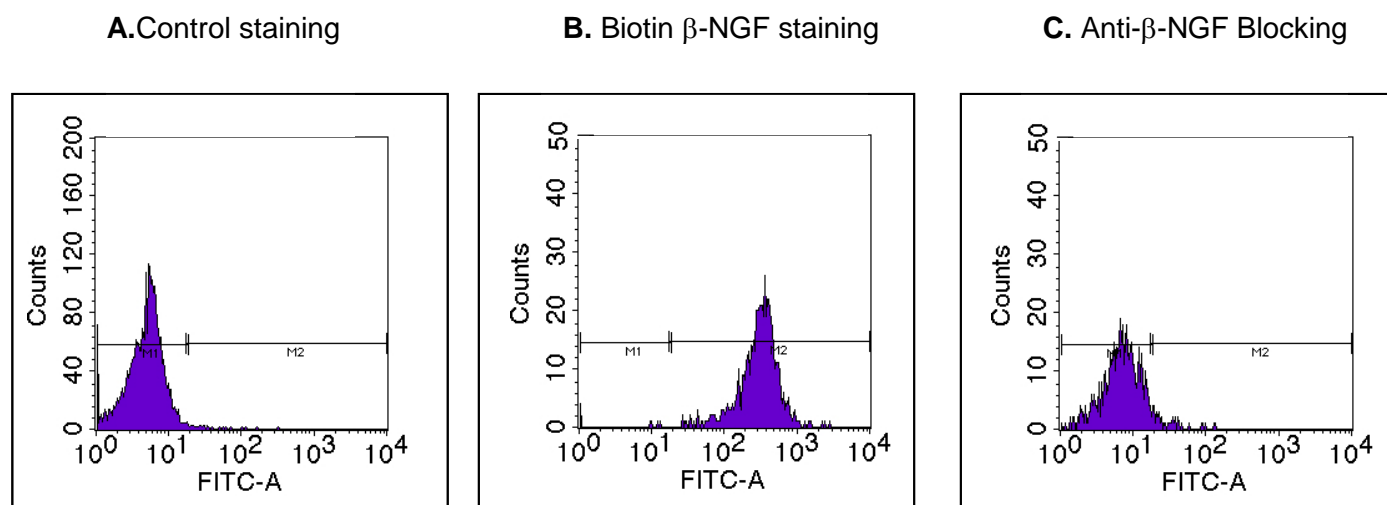 A.Control staining
200
160
120
80
40
0
Counts
M1
M2
10^0 10^1 10^2 10^3 10^4
FITC-A
B. Biotin β-NGF staining
50
40
30
20
10
0
Counts
M1
M2
10^0 10^1 10^2 10^3 10^4
FITC-A
C. Anti-β-NGF Blocking
50
40
30
20
10
0
Counts
M2
10^0 10^1 10^2 10^3 10^4
FITC-A